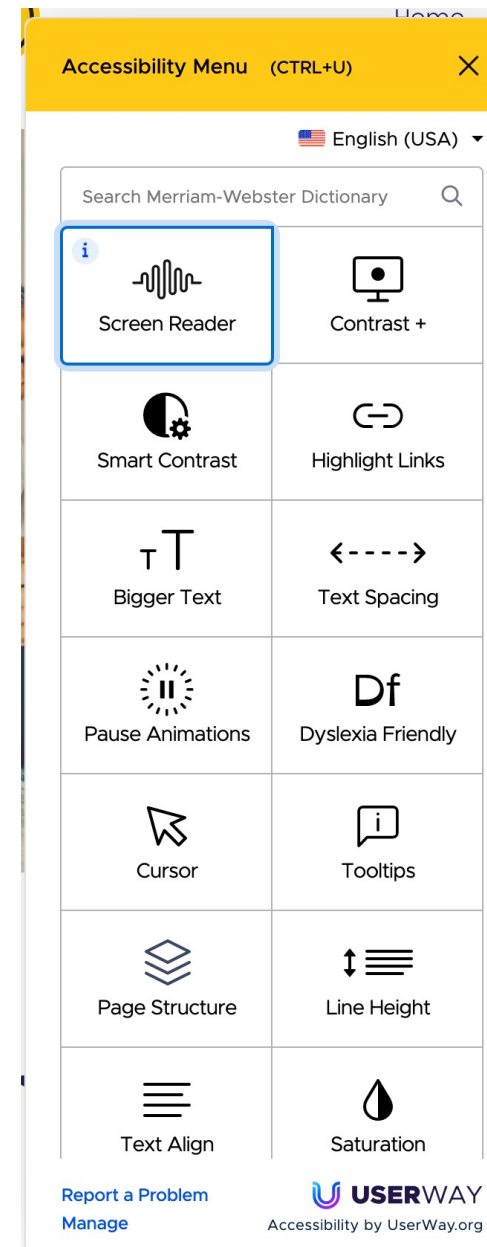 Home
Accessibility Menu (CTRL+U)
English (USA)
Search Merriam-Webster Dictionary
i
Screen Reader
Contrast +
Smart Contrast
Highlight Links
TT
Bigger Text
Text Spacing
Pause Animations
Df
Dyslexia Friendly
Cursor
i
Tooltips
Page Structure
Line Height
Text Align
Saturation
Report a Problem
USERWAY
Manage
Accessibility by UserWay.org